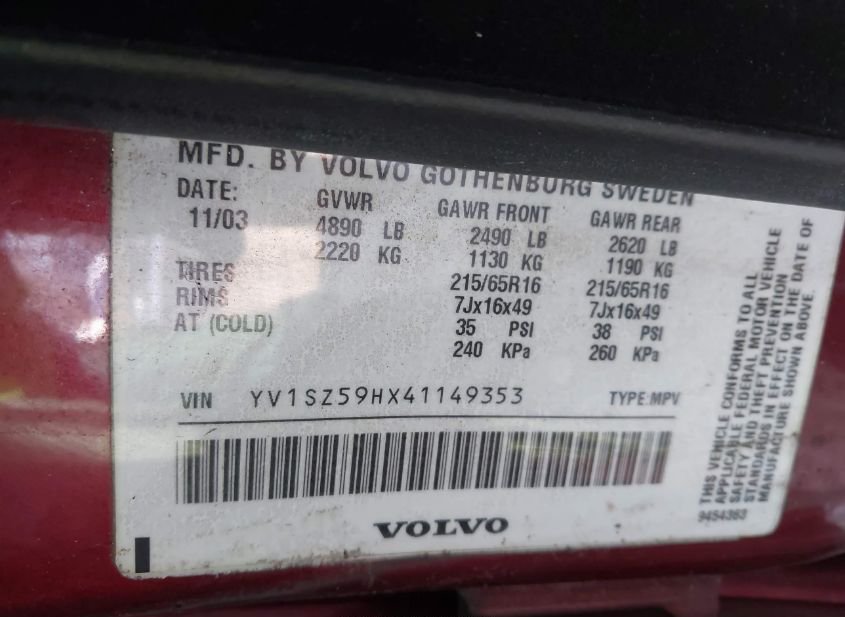 MFD. BY VOLVO GOTHENBURG SWEDEN
DATE: GVWR GAWR FRONT GAWR REAR
11/03 4890 LB 2490 LB 2620 LB
2220 KG 1130 KG 1190 KG
TIRES 215/65R16 215/65R16
RIMS 7Jx16x49 7Jx16x49
AT (COLD) 35 PSI 38 PSI
240 KPa 260 KPa
VIN YV1SZ59HX41149353 TYPE:MPV
VOLVO
THIS VEHICLE CONFORMS TO ALL
APPLICABLE FEDERAL MOTOR VEHICLE
SAFETY AND THEFT PREVENTION
STANDARDS IN EFFECT ON THE DATE OF
MANUFACTURE SHOWN ABOVE.
9454363